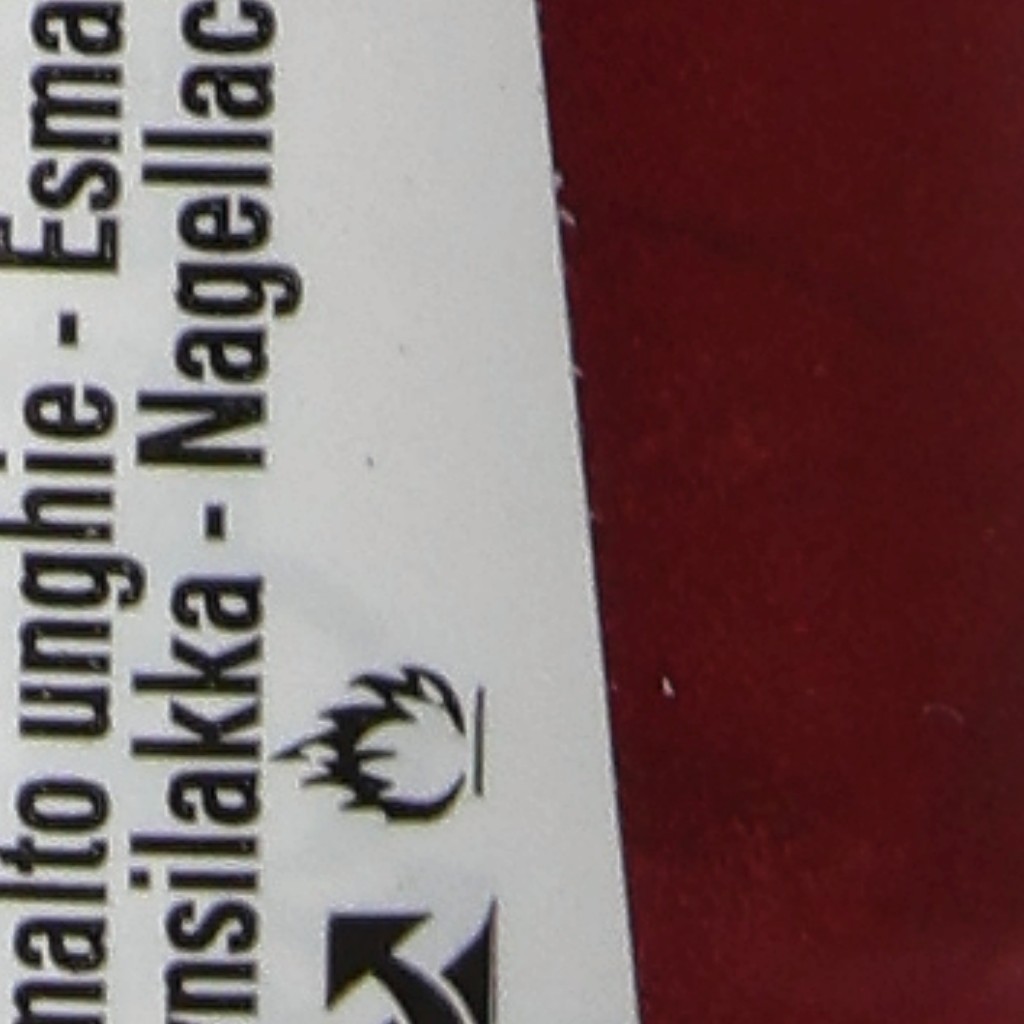 malto unghie - Esma
nsilakka - Nagellac